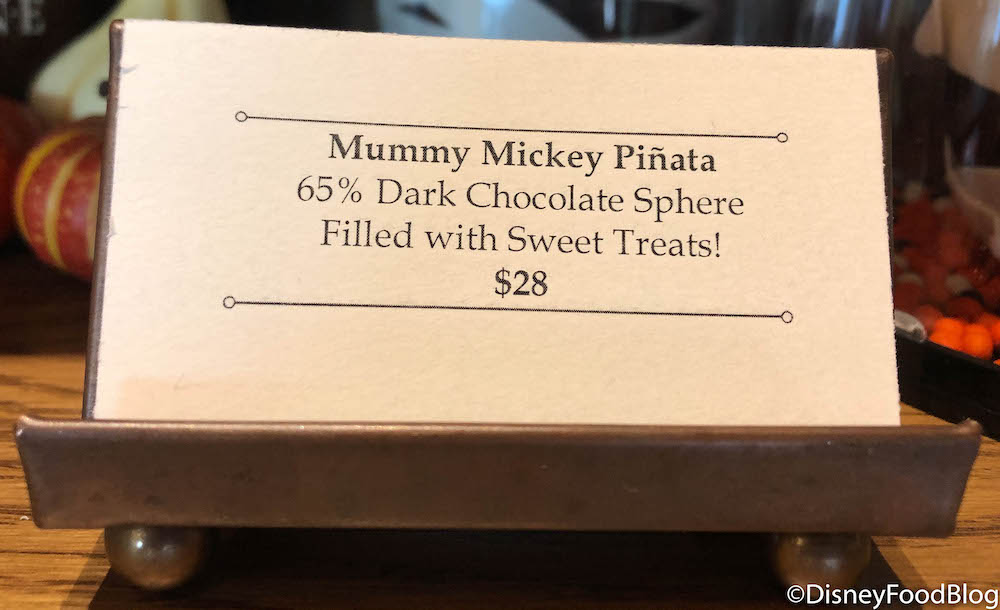 Mummy Mickey Piñata
65% Dark Chocolate Sphere
Filled with Sweet Treats!
$28
©DisneyFoodBlog